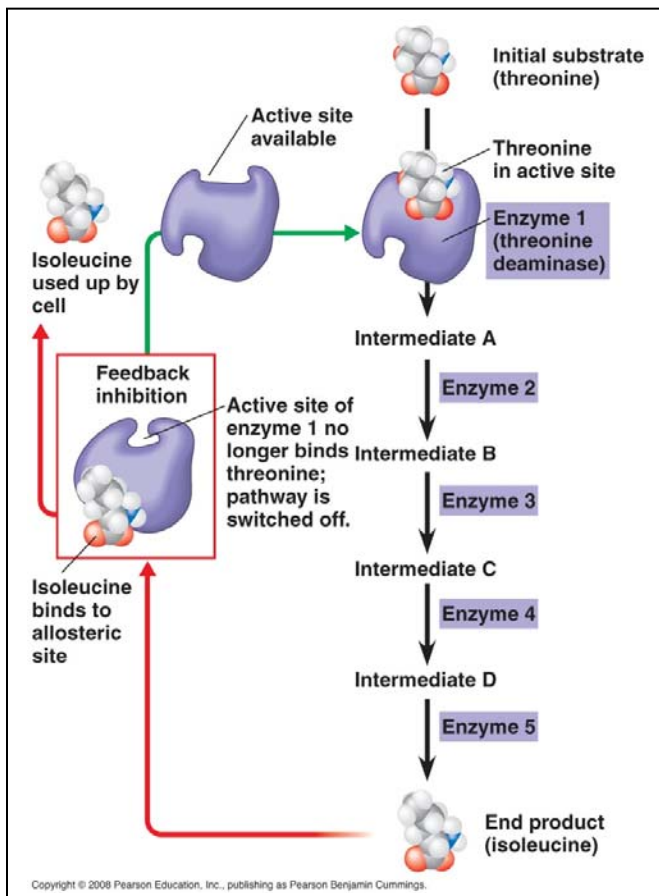 Initial substrate
(threonine)
Active site
available
Threonine
in active site
Enzyme 1
(threonine
deaminase)
Isoleucine
used up by
cell
Intermediate A
Feedback
inhibition
Enzyme 2
Active site of
enzyme 1 no
longer binds
threonine;
pathway is
switched off.
Intermediate B
Enzyme 3
Intermediate C
Isoleucine
binds to
allosteric
site
Enzyme 4
Intermediate D
Enzyme 5
End product
(isoleucine)
Copyright © 2008 Pearson Education, Inc., publishing as Pearson Benjamin Cummings.